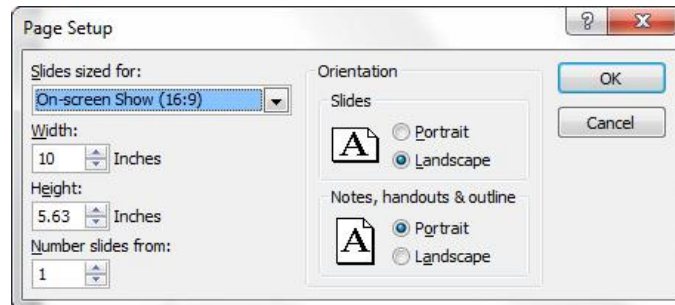 Page Setup
?
X
Slides sized for:
On-screen Show (16:9)
Width:
10 Inches
Height:
5.63 Inches
Number slides from:
1
Orientation
Slides
A
Portrait
Landscape
Notes, handouts & outline
A
Portrait
Landscape
OK
Cancel